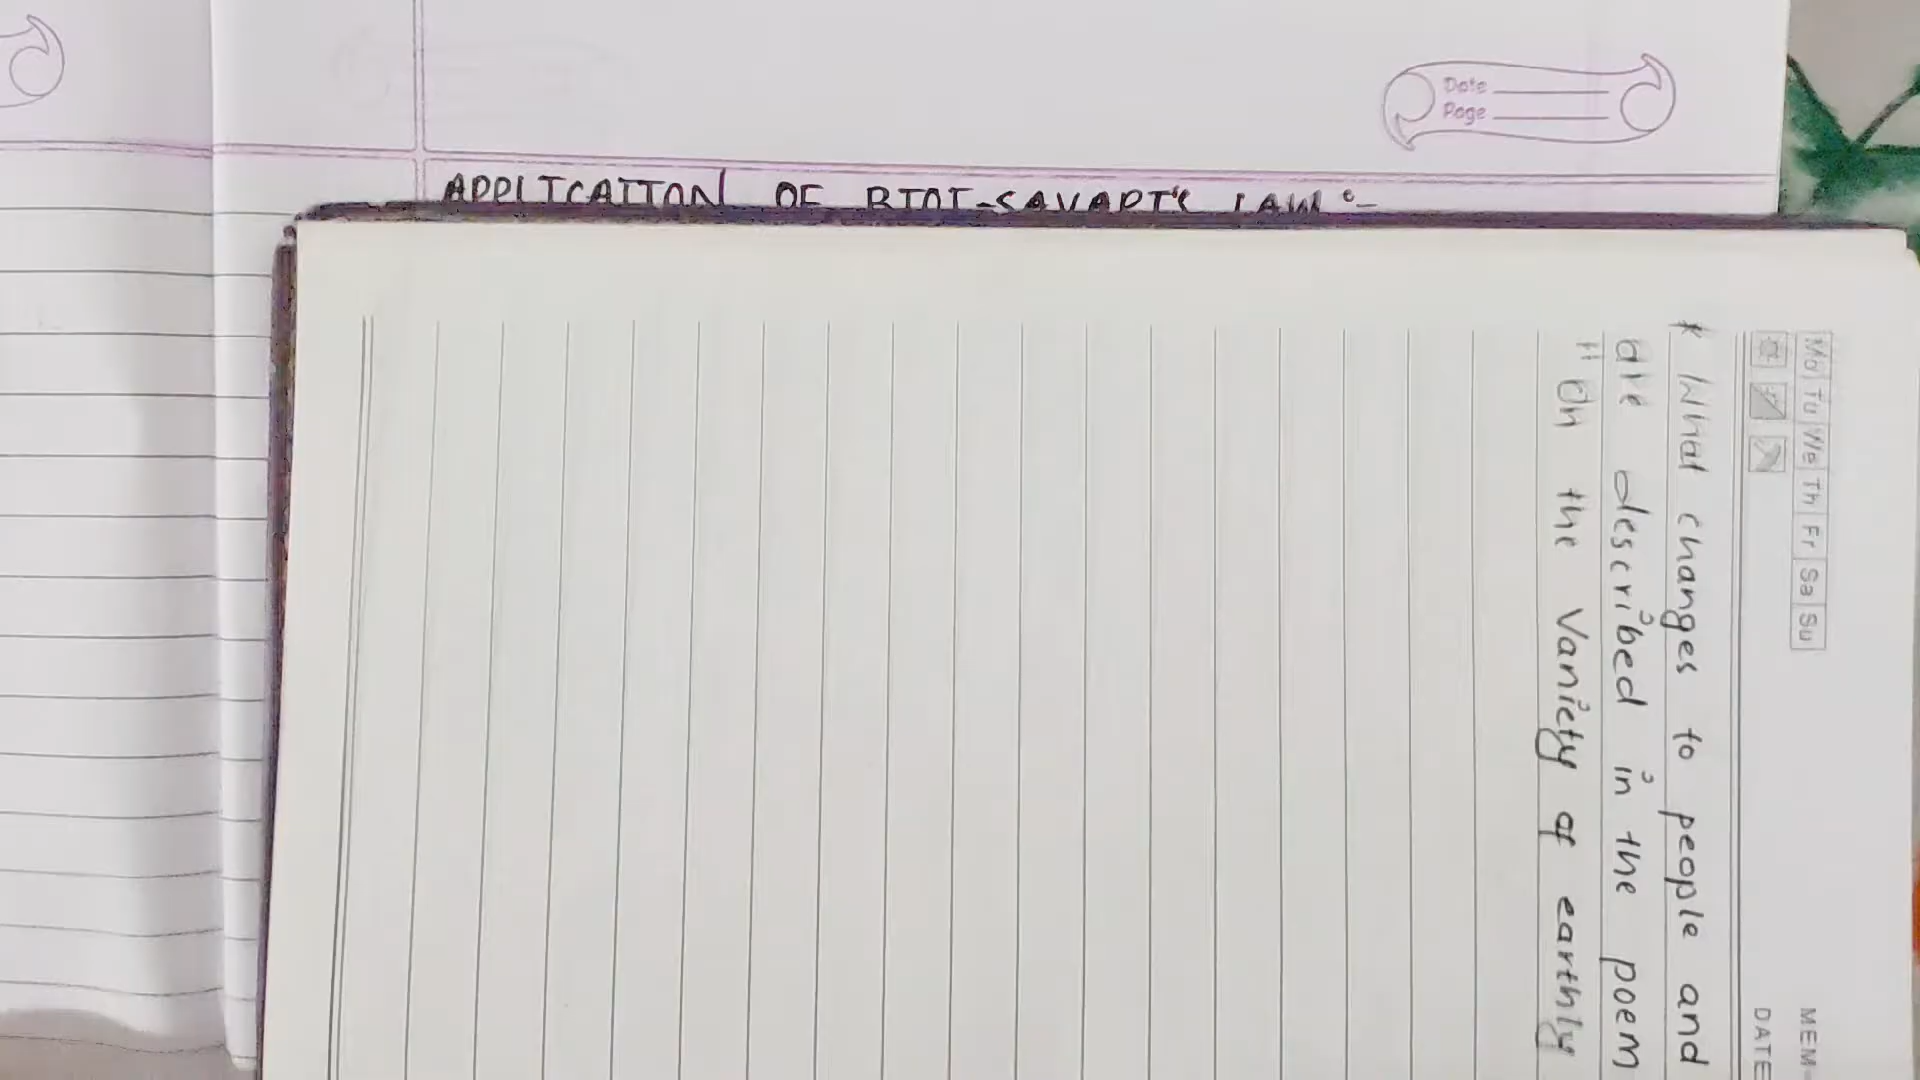 Date
Page
APPLICATION OF BIOT-SAVART'S LAW :-
Mo Tu We Th Fr Sa Su
MEM
DATE
* What changes to people and
are described in the poem
"On the Vaniety of earthly